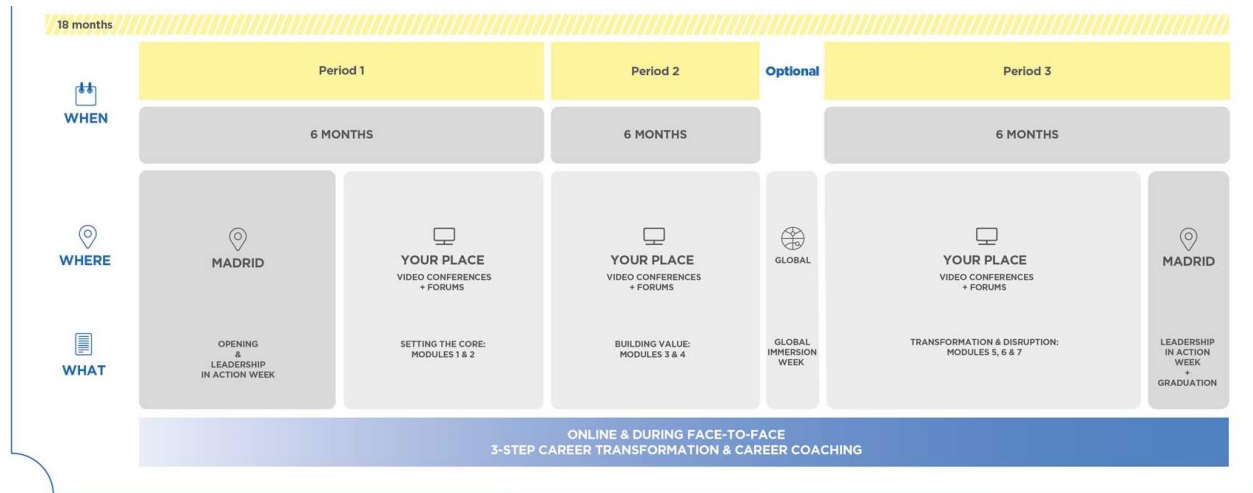 18 months
Period 1
Period 2
Optional
Period 3
WHEN
6 MONTHS
6 MONTHS
6 MONTHS
WHERE
MADRID
YOUR PLACE
VIDEO CONFERENCES
+ FORUMS
YOUR PLACE
VIDEO CONFERENCES
+ FORUMS
GLOBAL
YOUR PLACE
VIDEO CONFERENCES
+ FORUMS
MADRID
WHAT
OPENING
&
LEADERSHIP
IN ACTION WEEK
SETTING THE CORE:
MODULES 1 & 2
BUILDING VALUE:
MODULES 3 & 4
GLOBAL
IMMERSION
WEEK
TRANSFORMATION & DISRUPTION:
MODULES 5, 6 & 7
LEADERSHIP
IN ACTION
WEEK
+
GRADUATION
ONLINE & DURING FACE-TO-FACE
3-STEP CAREER TRANSFORMATION & CAREER COACHING